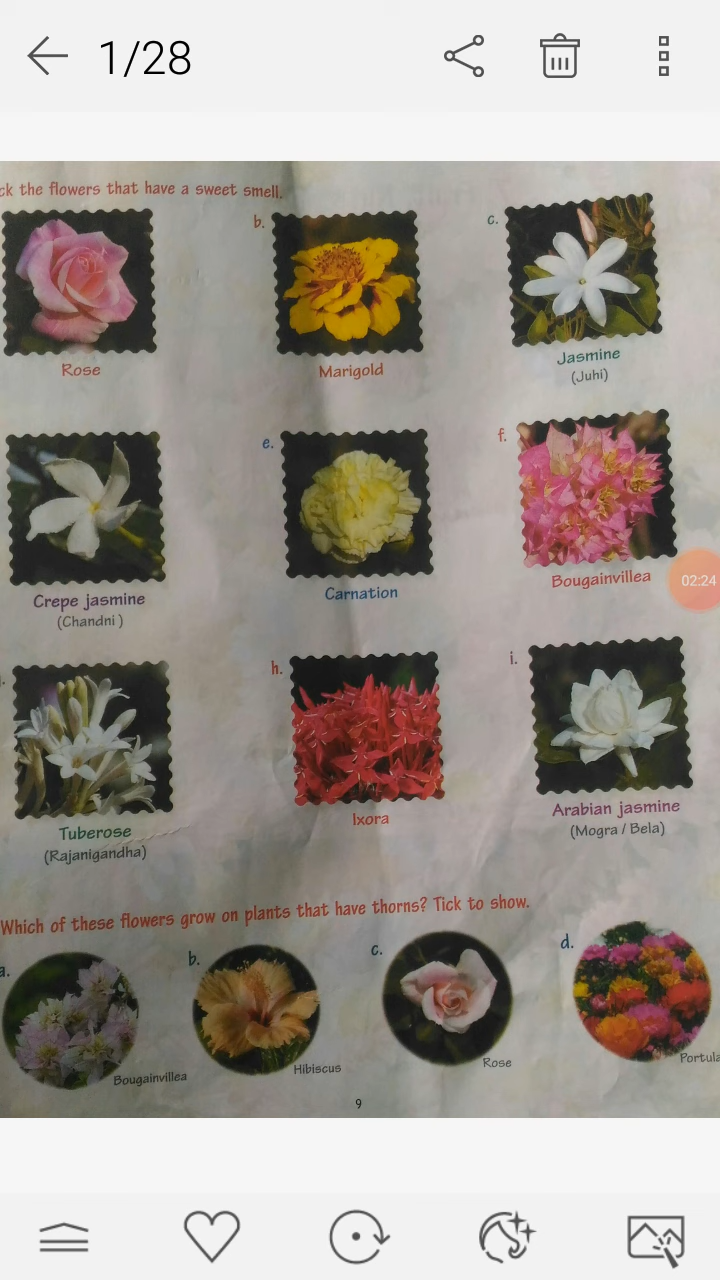 1/28
ck the flowers that have a sweet smell.
b.
c.
Rose
Marigold
Jasmine
(Juhi)
e.
f.
Crepe jasmine
(Chandni)
Carnation
Bougainvillea
02:24
h.
i.
Tuberose
(Rajanigandha)
Ixora
Arabian jasmine
(Mogra / Bela)
Which of these flowers grow on plants that have thorns? Tick to show.
a.
b.
c.
d.
Bougainvillea
Hibiscus
Rose
Portula
9